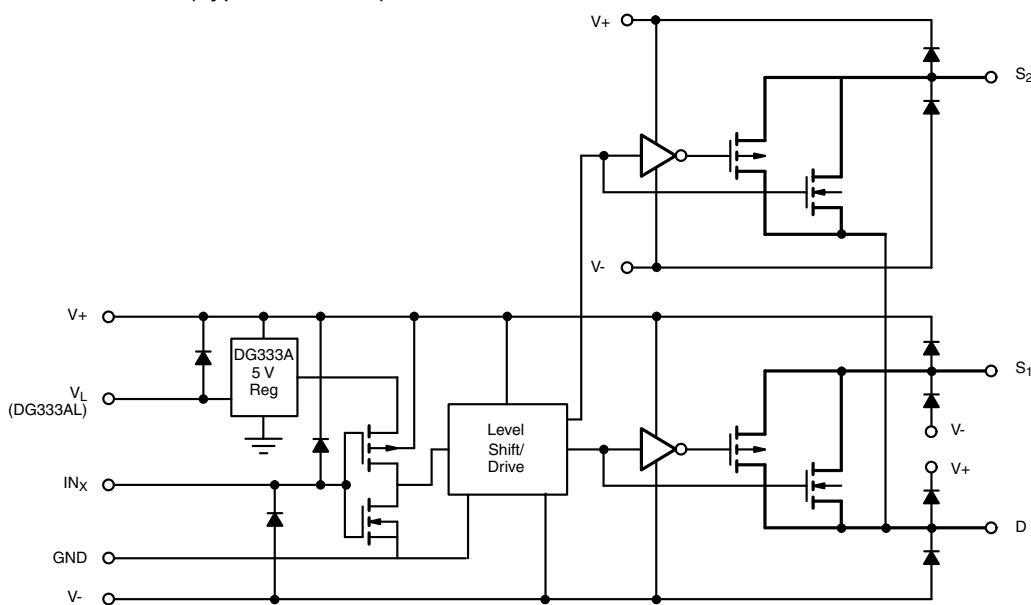 V+
S2
V-
V+
DG333A
5 V
Reg
VL
(DG333AL)
INX
GND
V-
Level
Shift/
Drive
S1
V-
V+
D